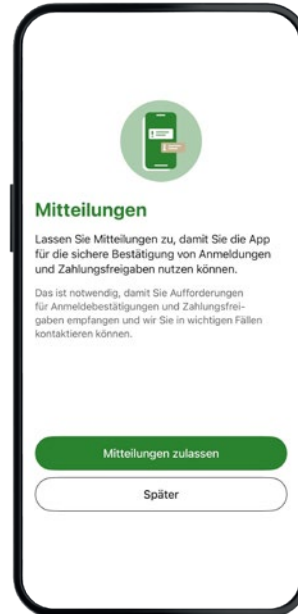 Mitteilungen
Lassen Sie Mitteilungen zu, damit Sie die App
für die sichere Bestätigung von Anmeldungen
und Zahlungsfreigaben nutzen können.
Das ist notwendig, damit Sie Aufforderungen
für Anmeldebestätigungen und Zahlungsfrei-
gaben empfangen und wir Sie in wichtigen Fällen
kontaktieren können.
Mitteilungen zulassen
Später